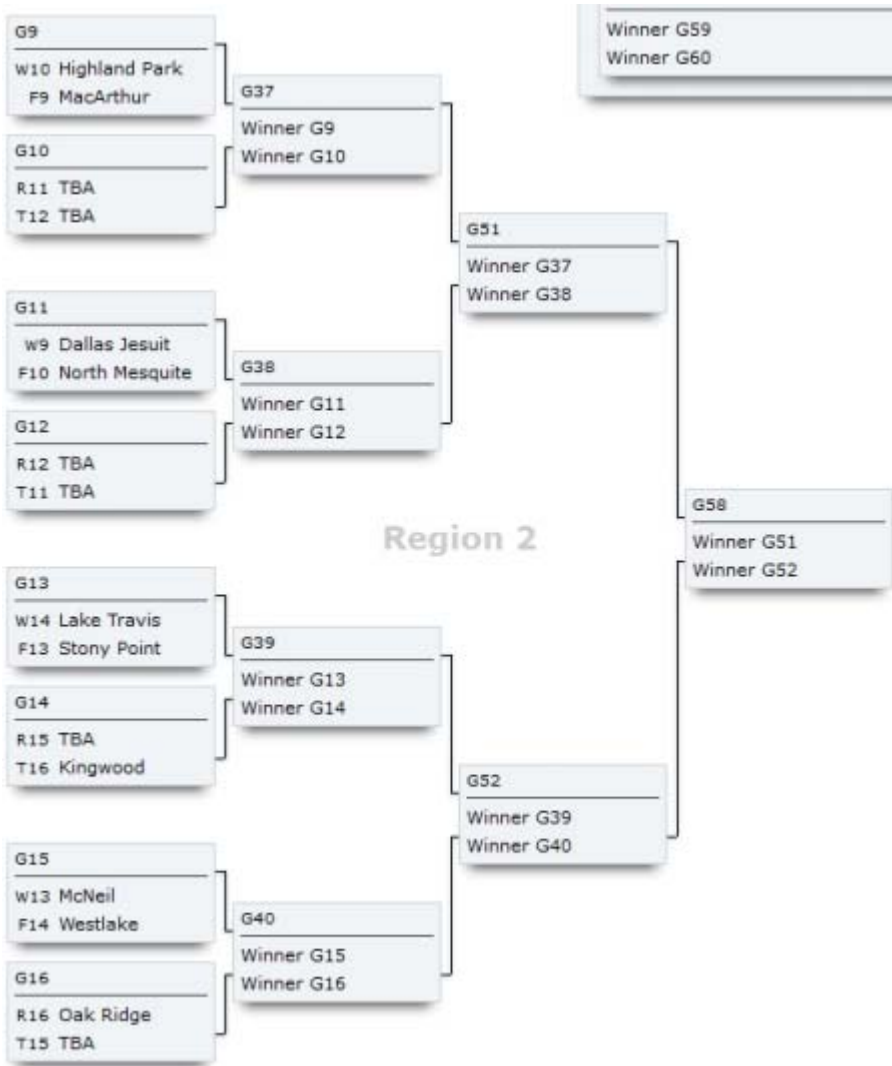 G9
W10 Highland Park
F9 MacArthur
G10
R11 TBA
T12 TBA
G11
W9 Dallas Jesuit
F10 North Mesquite
G12
R12 TBA
T11 TBA
G13
W14 Lake Travis
F13 Stony Point
G14
R15 TBA
T16 Kingwood
G15
W13 McNeil
F14 Westlake
G16
R16 Oak Ridge
T15 TBA
G37
Winner G9
Winner G10
G38
Winner G11
Winner G12
Region 2
G39
Winner G13
Winner G14
G40
Winner G15
Winner G16
G51
Winner G37
Winner G38
G52
Winner G39
Winner G40
Winner G59
Winner G60
G58
Winner G51
Winner G52